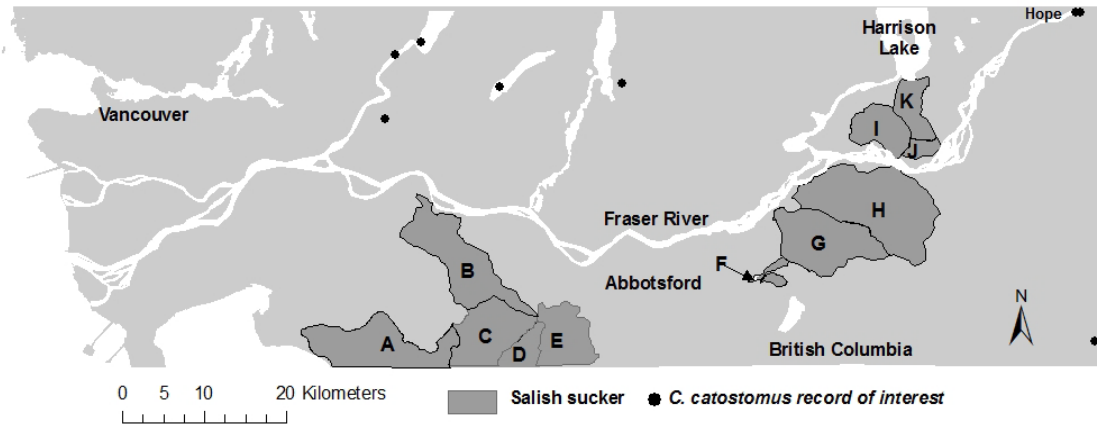 Hope
Harrison
Lake
Vancouver
K
I
J
Fraser River
H
G
F
B
Abbotsford
N
A
C
D
E
British Columbia
0 5 10 20 Kilometers
Salish sucker
C. catostomus record of interest